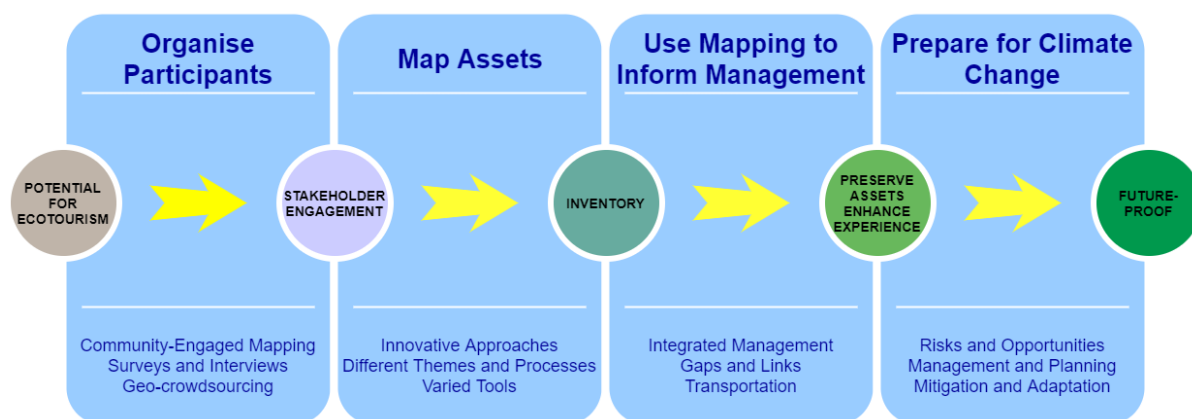 Organise
Participants
Map Assets
Use Mapping to
Inform Management
Prepare for Climate
Change
POTENTIAL
FOR
ECOTOURISM
STAKEHOLDER
ENGAGEMENT
INVENTORY
PRESERVE
ASSETS
ENHANCE
EXPERIENCE
FUTURE-
PROOF
Community-Engaged Mapping
Surveys and Interviews
Geo-crowdsourcing
Innovative Approaches
Different Themes and Processes
Varied Tools
Integrated Management
Gaps and Links
Transportation
Risks and Opportunities
Management and Planning
Mitigation and Adaptation